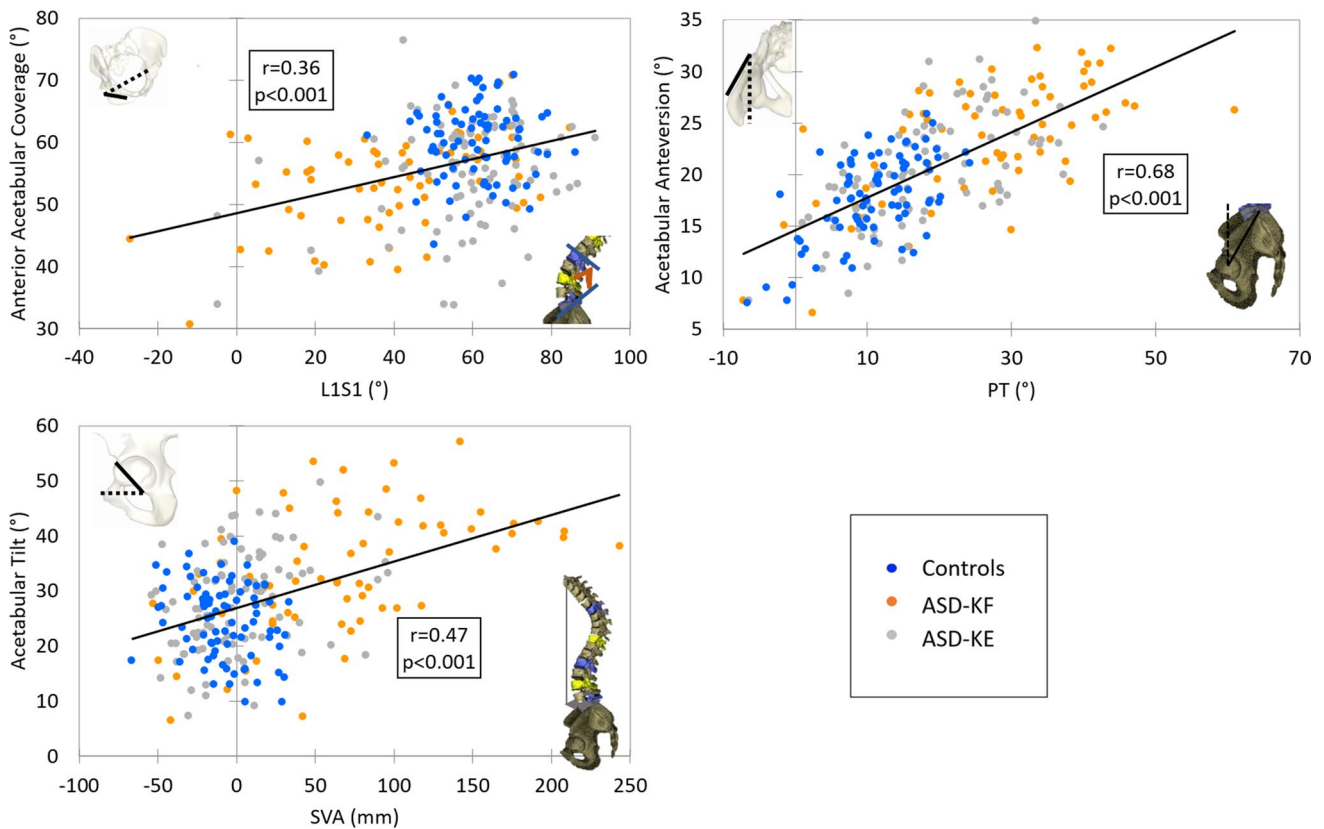 Anterior Acetabular Coverage (°)
80
70
60
50
40
30
r=0.36
p<0.001
-40 -20 0 20 40 60 80 100
L1S1 (°)
Acetabular Anteversion (°)
35
30
25
20
15
10
5
r=0.68
p<0.001
-10 10 30 50 70
PT (°)
Acetabular Tilt (°)
60
50
40
30
20
10
0
r=0.47
p<0.001
-100 -50 0 50 100 150 200 250
SVA (mm)
Controls
ASD-KF
ASD-KE